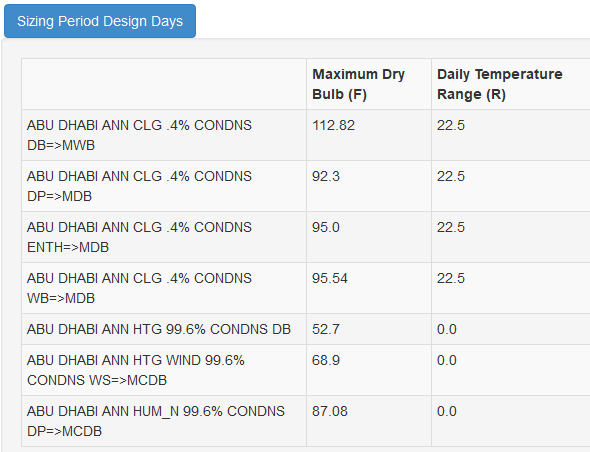 Sizing Period Design Days
Maximum Dry Daily Temperature
Bulb (F) Range (R)
ABU DHABI ANN CLG .4% CONDNS 112.82 22.5
DB=>MWB
ABU DHABI ANN CLG .4% CONDNS 92.3 22.5
DP=>MDB
ABU DHABI ANN CLG .4% CONDNS 95.0 22.5
ENTH=>MDB
ABU DHABI ANN CLG .4% CONDNS 95.54 22.5
WB=>MDB
ABU DHABI ANN HTG 99.6% CONDNS DB 52.7 0.0
ABU DHABI ANN HTG WIND 99.6% 68.9 0.0
CONDNS WS=>MCDB
ABU DHABI ANN HUM_N 99.6% CONDNS 87.08 0.0
DP=>MCDB